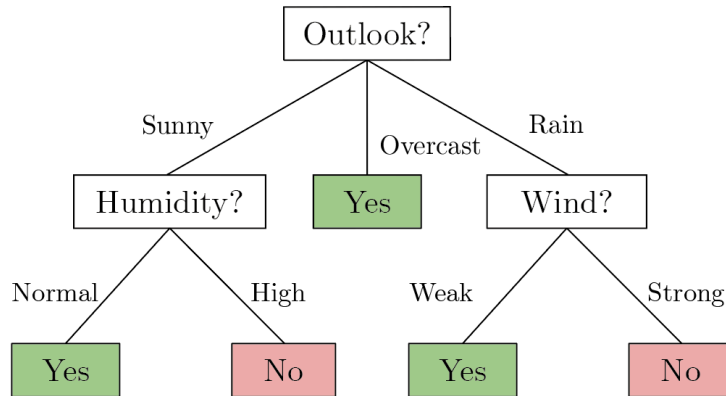 Outlook?
Sunny
Overcast
Rain
Humidity?
Yes
Wind?
Normal
High
Weak
Strong
Yes
No
Yes
No